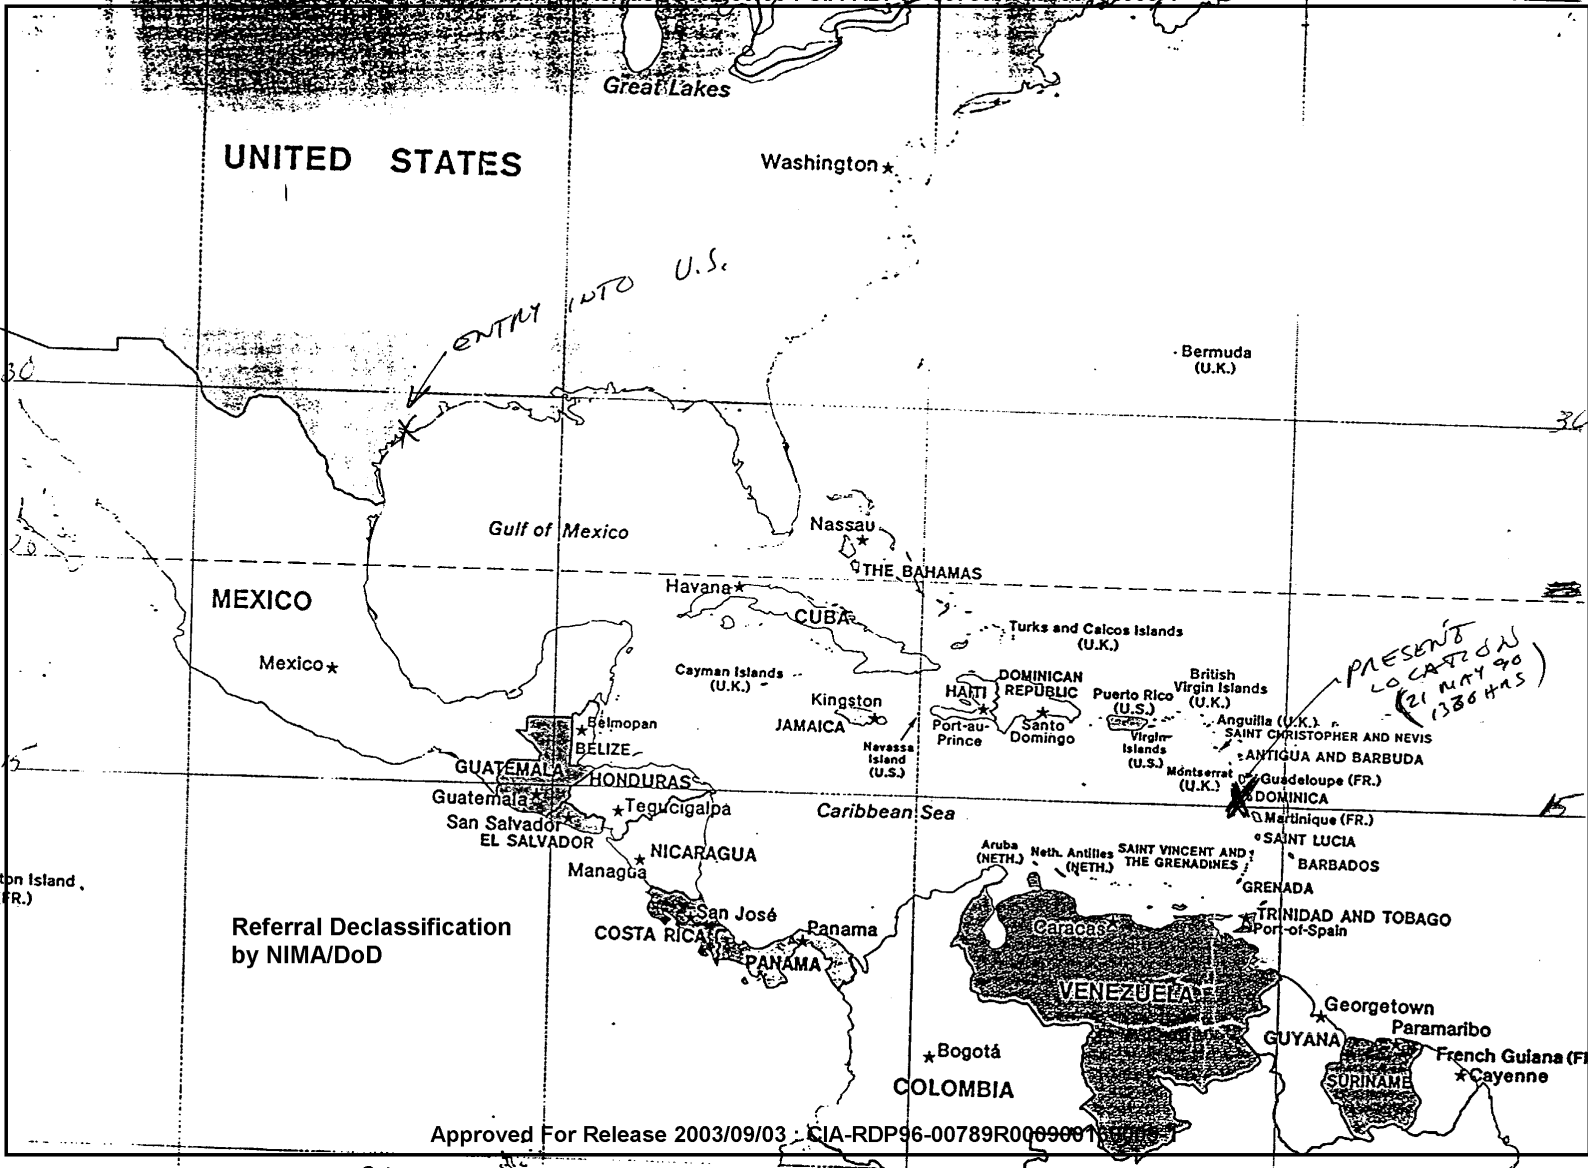 Great Lakes
UNITED STATES
Washington
ENTRY INTO U.S.
Bermuda
(U.K.)
30
30
Gulf of Mexico
Nassau
THE BAHAMAS
20
Havana
CUBA
MEXICO
Mexico
Turks and Caicos Islands
(U.K.)
PRESENT
LOCATION
(21 MAY 90
Cayman Islands
(U.K.)
Kingston
JAMAICA
HAITI
Port-au-
Prince
DOMINICAN
REPUBLIC
Santo
Domingo
Puerto Rico
(U.S.)
British
Virgin Islands
(U.K.)
Virgin
Islands
(U.S.)
Anguilla (U.K.)
SAINT CHRISTOPHER AND NEVIS
ANTIGUA AND BARBUDA
Montserrat
(U.K.)
Guadeloupe (FR.)
DOMINICA
Martinique (FR.)
SAINT LUCIA
BARBADOS
SAINT VINCENT AND
THE GRENADINES
GRENADA
TRINIDAD AND TOBAGO
Port-of-Spain
Navassa
Island
(U.S.)
Belmopan
BELIZE
GUATEMALA
Guatemala
HONDURAS
Tegucigalpa
San Salvador
EL SALVADOR
NICARAGUA
Managua
Caribbean Sea
15
15
Aruba
(NETH.)
Neth. Antilles
(NETH.)
ton Island
FR.)
San José
COSTA RICA
Panama
PANAMA
Caracas
VENEZUELA
Referral Declassification
by NIMA/DoD
Bogotá
COLOMBIA
Georgetown
GUYANA
Paramaribo
SURINAME
French Guiana (F
Cayenne
Approved For Release 2003/09/03 :